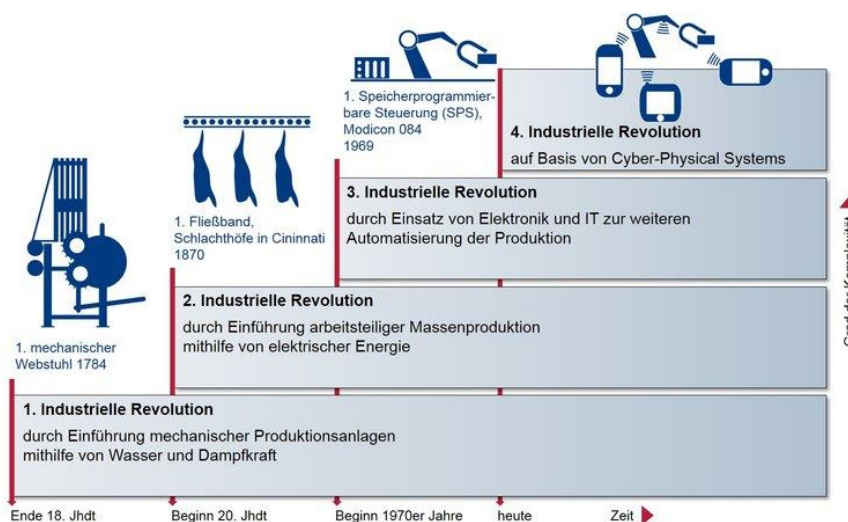 1. Speicherprogrammier-
bare Steuerung (SPS),
Modicon 084
1969
4. Industrielle Revolution
auf Basis von Cyber-Physical Systems
3. Industrielle Revolution
durch Einsatz von Elektronik und IT zur weiteren
Automatisierung der Produktion
1. Fließband,
Schlachthöfe in Cininnati
1870
2. Industrielle Revolution
durch Einführung arbeitsteiliger Massenproduktion
mithilfe von elektrischer Energie
1. mechanischer
Webstuhl 1784
1. Industrielle Revolution
durch Einführung mechanischer Produktionsanlagen
mithilfe von Wasser und Dampfkraft
Grad der Komplexität
Ende 18. Jhdt
Beginn 20. Jhdt
Beginn 1970er Jahre
heute
Zeit